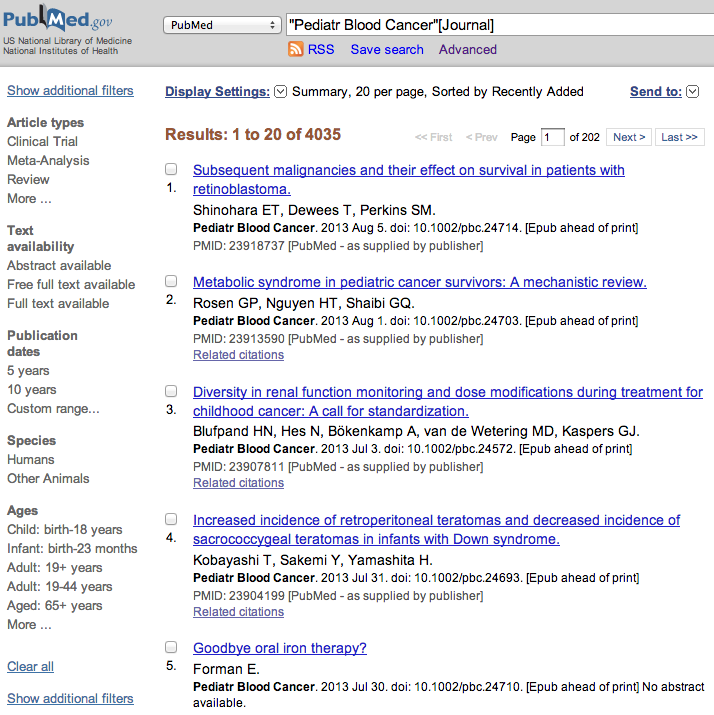 PubMed.gov
US National Library of Medicine
National Institutes of Health
PubMed
"Pediatr Blood Cancer"[Journal]
RSS Save search Advanced
Show additional filters
Article types
Clinical Trial
Meta-Analysis
Review
More ...
Text
availability
Abstract available
Free full text available
Full text available
Publication
dates
5 years
10 years
Custom range...
Species
Humans
Other Animals
Ages
Child: birth-18 years
Infant: birth-23 months
Adult: 19+ years
Adult: 19-44 years
Aged: 65+ years
More ...
Clear all
Show additional filters
Display Settings: Summary, 20 per page, Sorted by Recently Added Send to:
Results: 1 to 20 of 4035
<< First < Prev Page 1 of 202 Next > Last >>
Subsequent malignancies and their effect on survival in patients with
1. retinoblastoma.
Shinohara ET, Dewees T, Perkins SM.
Pediatr Blood Cancer. 2013 Aug 5. doi: 10.1002/pbc.24714. [Epub ahead of print]
PMID: 23918737 [PubMed - as supplied by publisher]
Metabolic syndrome in pediatric cancer survivors: A mechanistic review.
2. Rosen GP, Nguyen HT, Shaibi GQ.
Pediatr Blood Cancer. 2013 Aug 1. doi: 10.1002/pbc.24703. [Epub ahead of print]
PMID: 23913590 [PubMed - as supplied by publisher]
Related citations
Diversity in renal function monitoring and dose modifications during treatment for
3. childhood cancer: A call for standardization.
Blufpand HN, Hes N, Bökenkamp A, van de Wetering MD, Kaspers GJ.
Pediatr Blood Cancer. 2013 Jul 3. doi: 10.1002/pbc.24572. [Epub ahead of print]
PMID: 23907811 [PubMed - as supplied by publisher]
Related citations
Increased incidence of retroperitoneal teratomas and decreased incidence of
4. sacrococcygeal teratomas in infants with Down syndrome.
Kobayashi T, Sakemi Y, Yamashita H.
Pediatr Blood Cancer. 2013 Jul 31. doi: 10.1002/pbc.24693. [Epub ahead of print]
PMID: 23904199 [PubMed - as supplied by publisher]
Related citations
Goodbye oral iron therapy?
5. Forman E.
Pediatr Blood Cancer. 2013 Jul 30. doi: 10.1002/pbc.24710. [Epub ahead of print] No abstract
available.